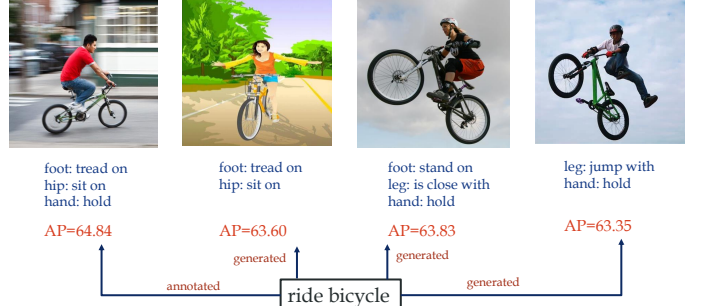 foot: tread on
hip: sit on
hand: hold
AP=64.84
foot: tread on
hip: sit on
AP=63.60
foot: stand on
leg: is close with
hand: hold
AP=63.83
leg: jump with
hand: hold
AP=63.35
generated
generated
annotated
generated
ride bicycle